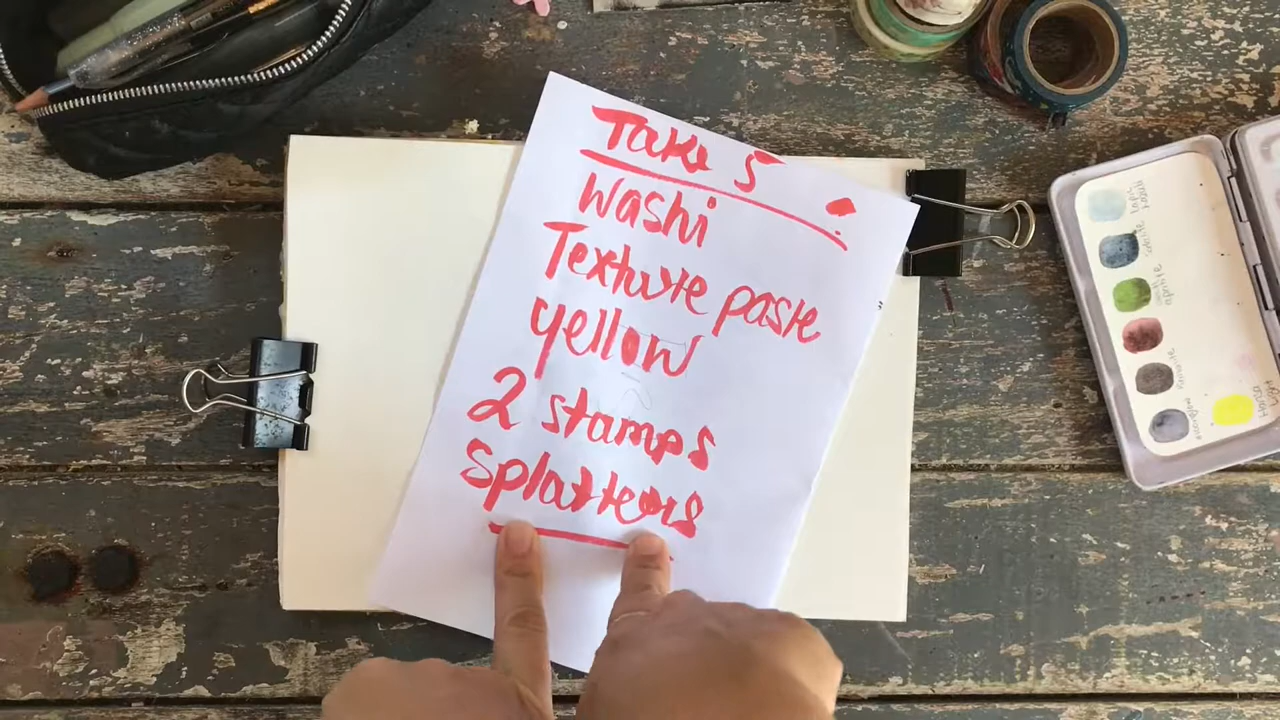 Take 5
Washi
Texture paste
yellow
2 stamps
Splatters